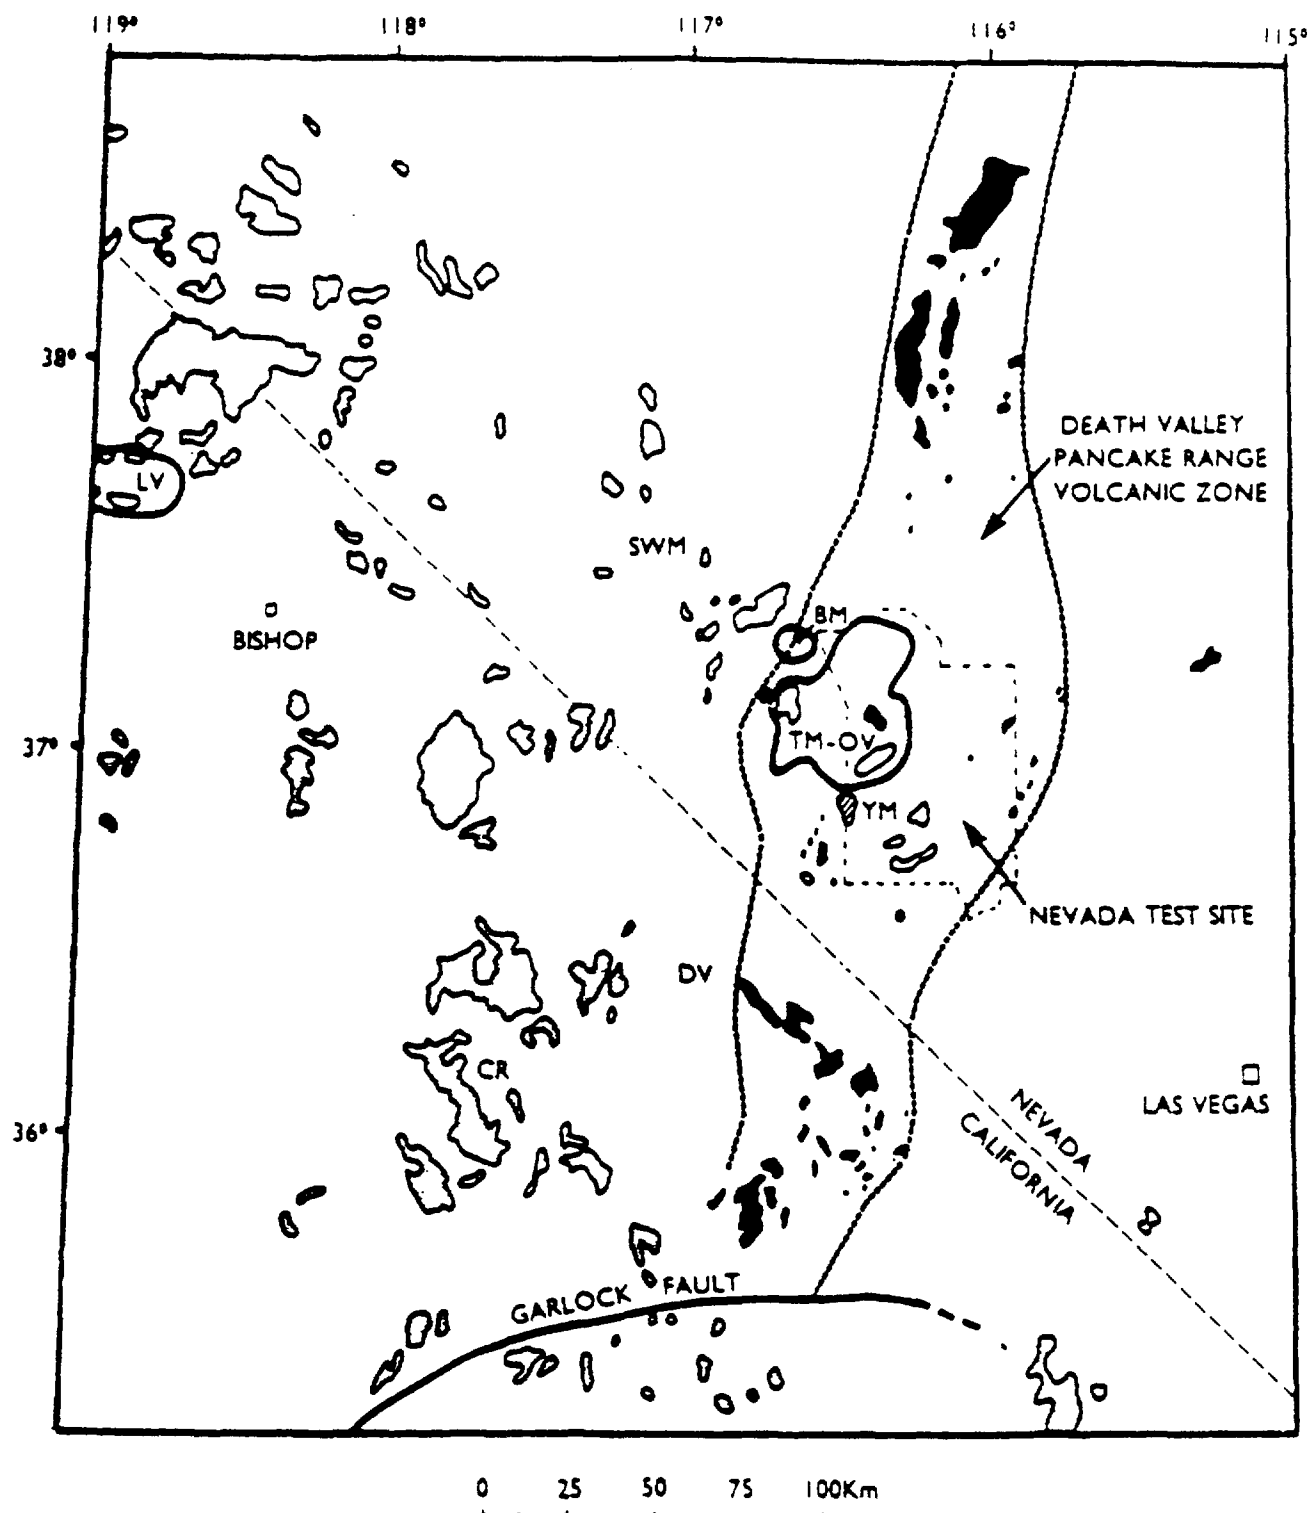 119° 118° 117° 116° 115°
38°
DEATH VALLEY
PANCAKE RANGE
VOLCANIC ZONE
LV
SWM
BM
BISHOP
37°
TM-OV
YM
NEVADA TEST SITE
DV
CR
LAS VEGAS
NEVADA
CALIFORNIA
36°
GARLOCK FAULT
0 25 50 75 100Km